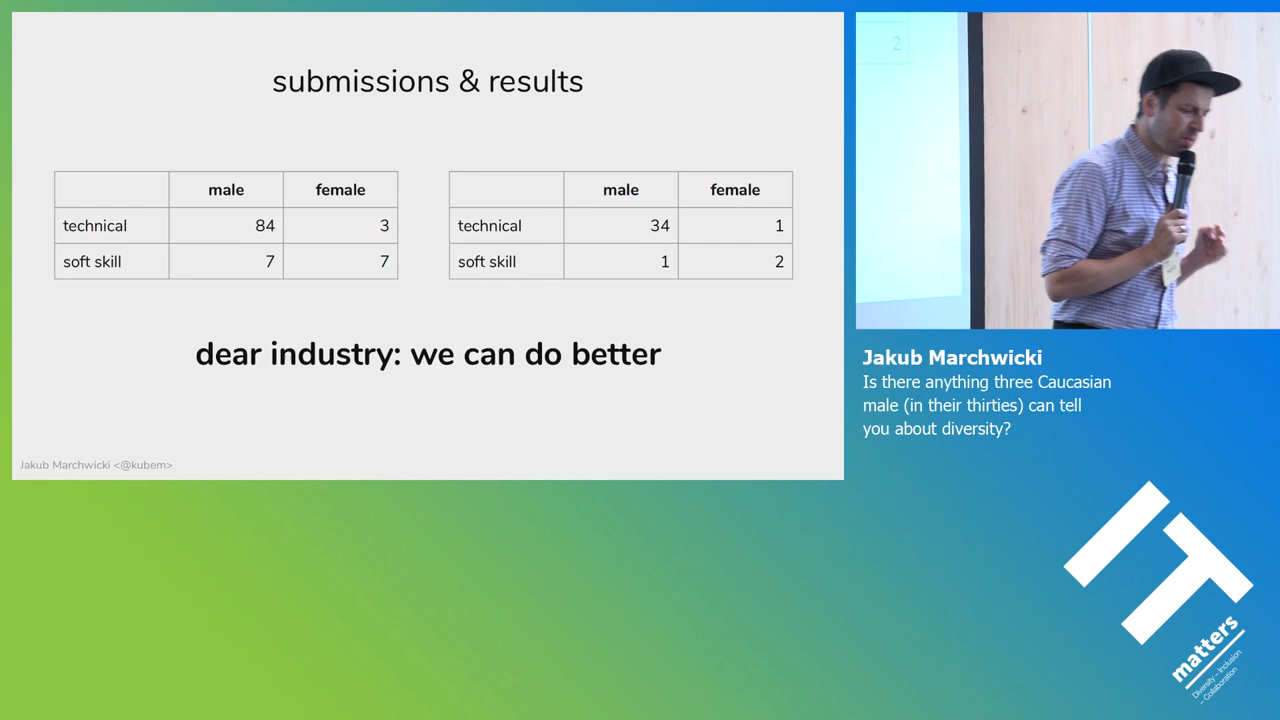 submissions & results
male female
technical 84 3
soft skill 7 7
male female
technical 34 1
soft skill 1 2
dear industry: we can do better
Jakub Marchwicki <@kubem>
2
Jakub Marchwicki
Is there anything three Caucasian
male (in their thirties) can tell
you about diversity?
IT
matters
Diversity – Inclusion
– Collaboration